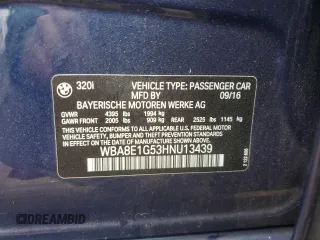 320I
VEHICLE TYPE: PASSENGER CAR
MFD BY 09/16
BAYERISCHE MOTOREN WERKE AG
GVWR 4395 lbs 1994 kg
GAWR FRONT 2005 lbs 909 kg REAR 2525 lbs 1145 kg
THIS VEHICLE CONFORMS TO ALL APPLICABLE U.S. FEDERAL MOTOR
VEHICLE SAFETY, BUMPER, AND THEFT PREVENTION STANDARDS IN
EFFECT ON THE DATE OF MANUFACTURE SHOWN ABOVE.
WBA8E1G53HNU13439
© AutoBidMaster